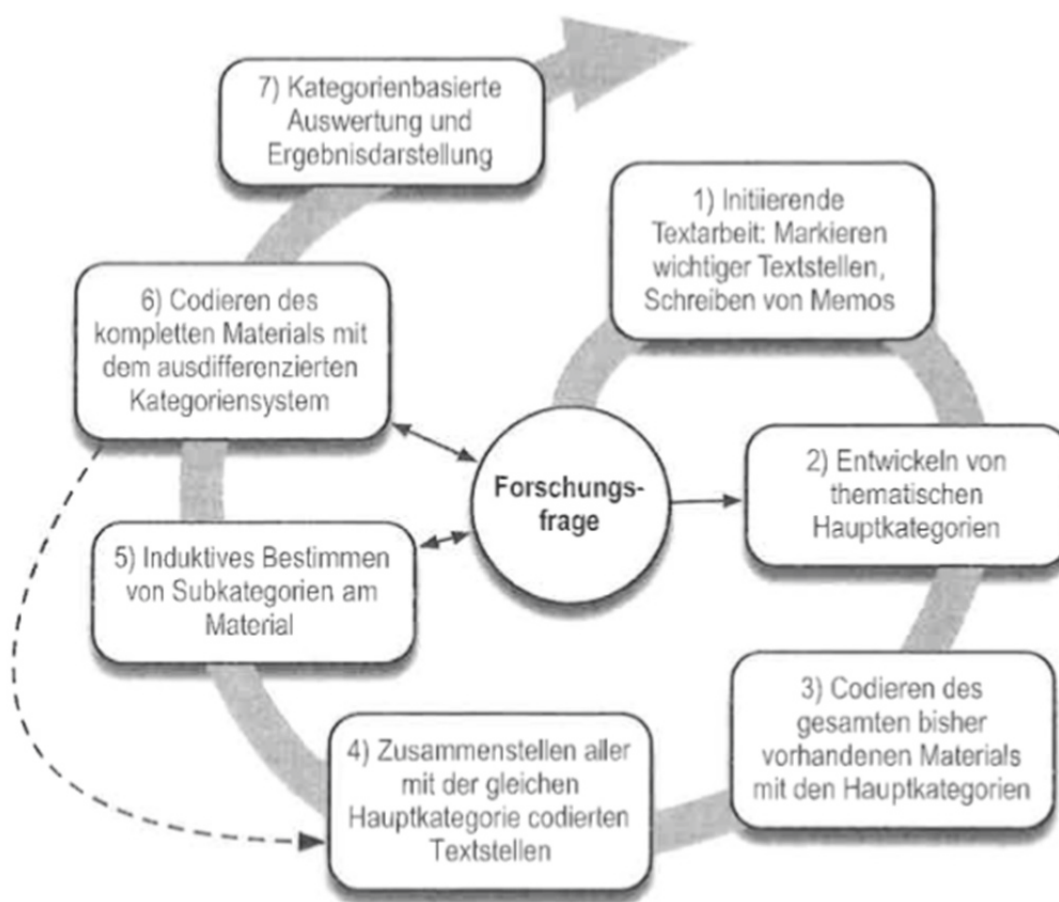 7) Kategorienbasierte
Auswertung und
Ergebnisdarstellung
1) Initiierende
Textarbeit: Markieren
wichtiger Textstellen,
Schreiben von Memos
6) Codieren des
kompletten Materials mit
dem ausdifferenzierten
Kategoriensystem
Forschungs-
frage
2) Entwickeln von
thematischen
Hauptkategorien
5) Induktives Bestimmen
von Subkategorien am
Material
3) Codieren des
gesamten bisher
vorhandenen Materials
mit den Hauptkategorien
4) Zusammenstellen aller
mit der gleichen
Hauptkategorie codierten
Textstellen